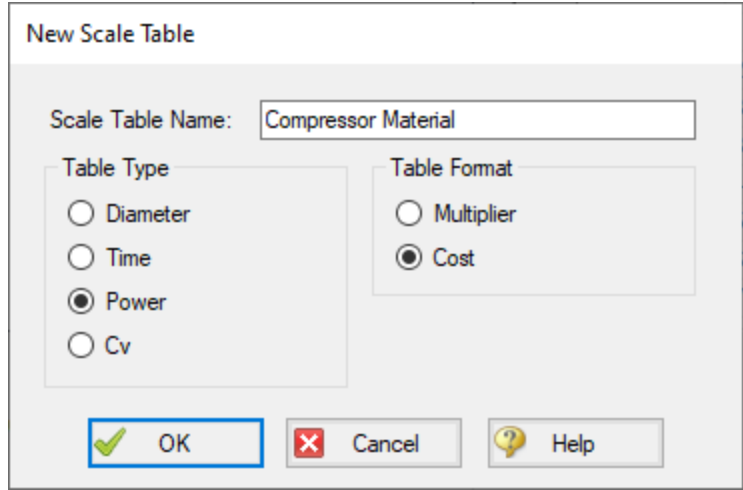 New Scale Table
Scale Table Name: Compressor Material
Table Type
Diameter
Time
Power
Cv
Table Format
Multiplier
Cost
OK Cancel Help